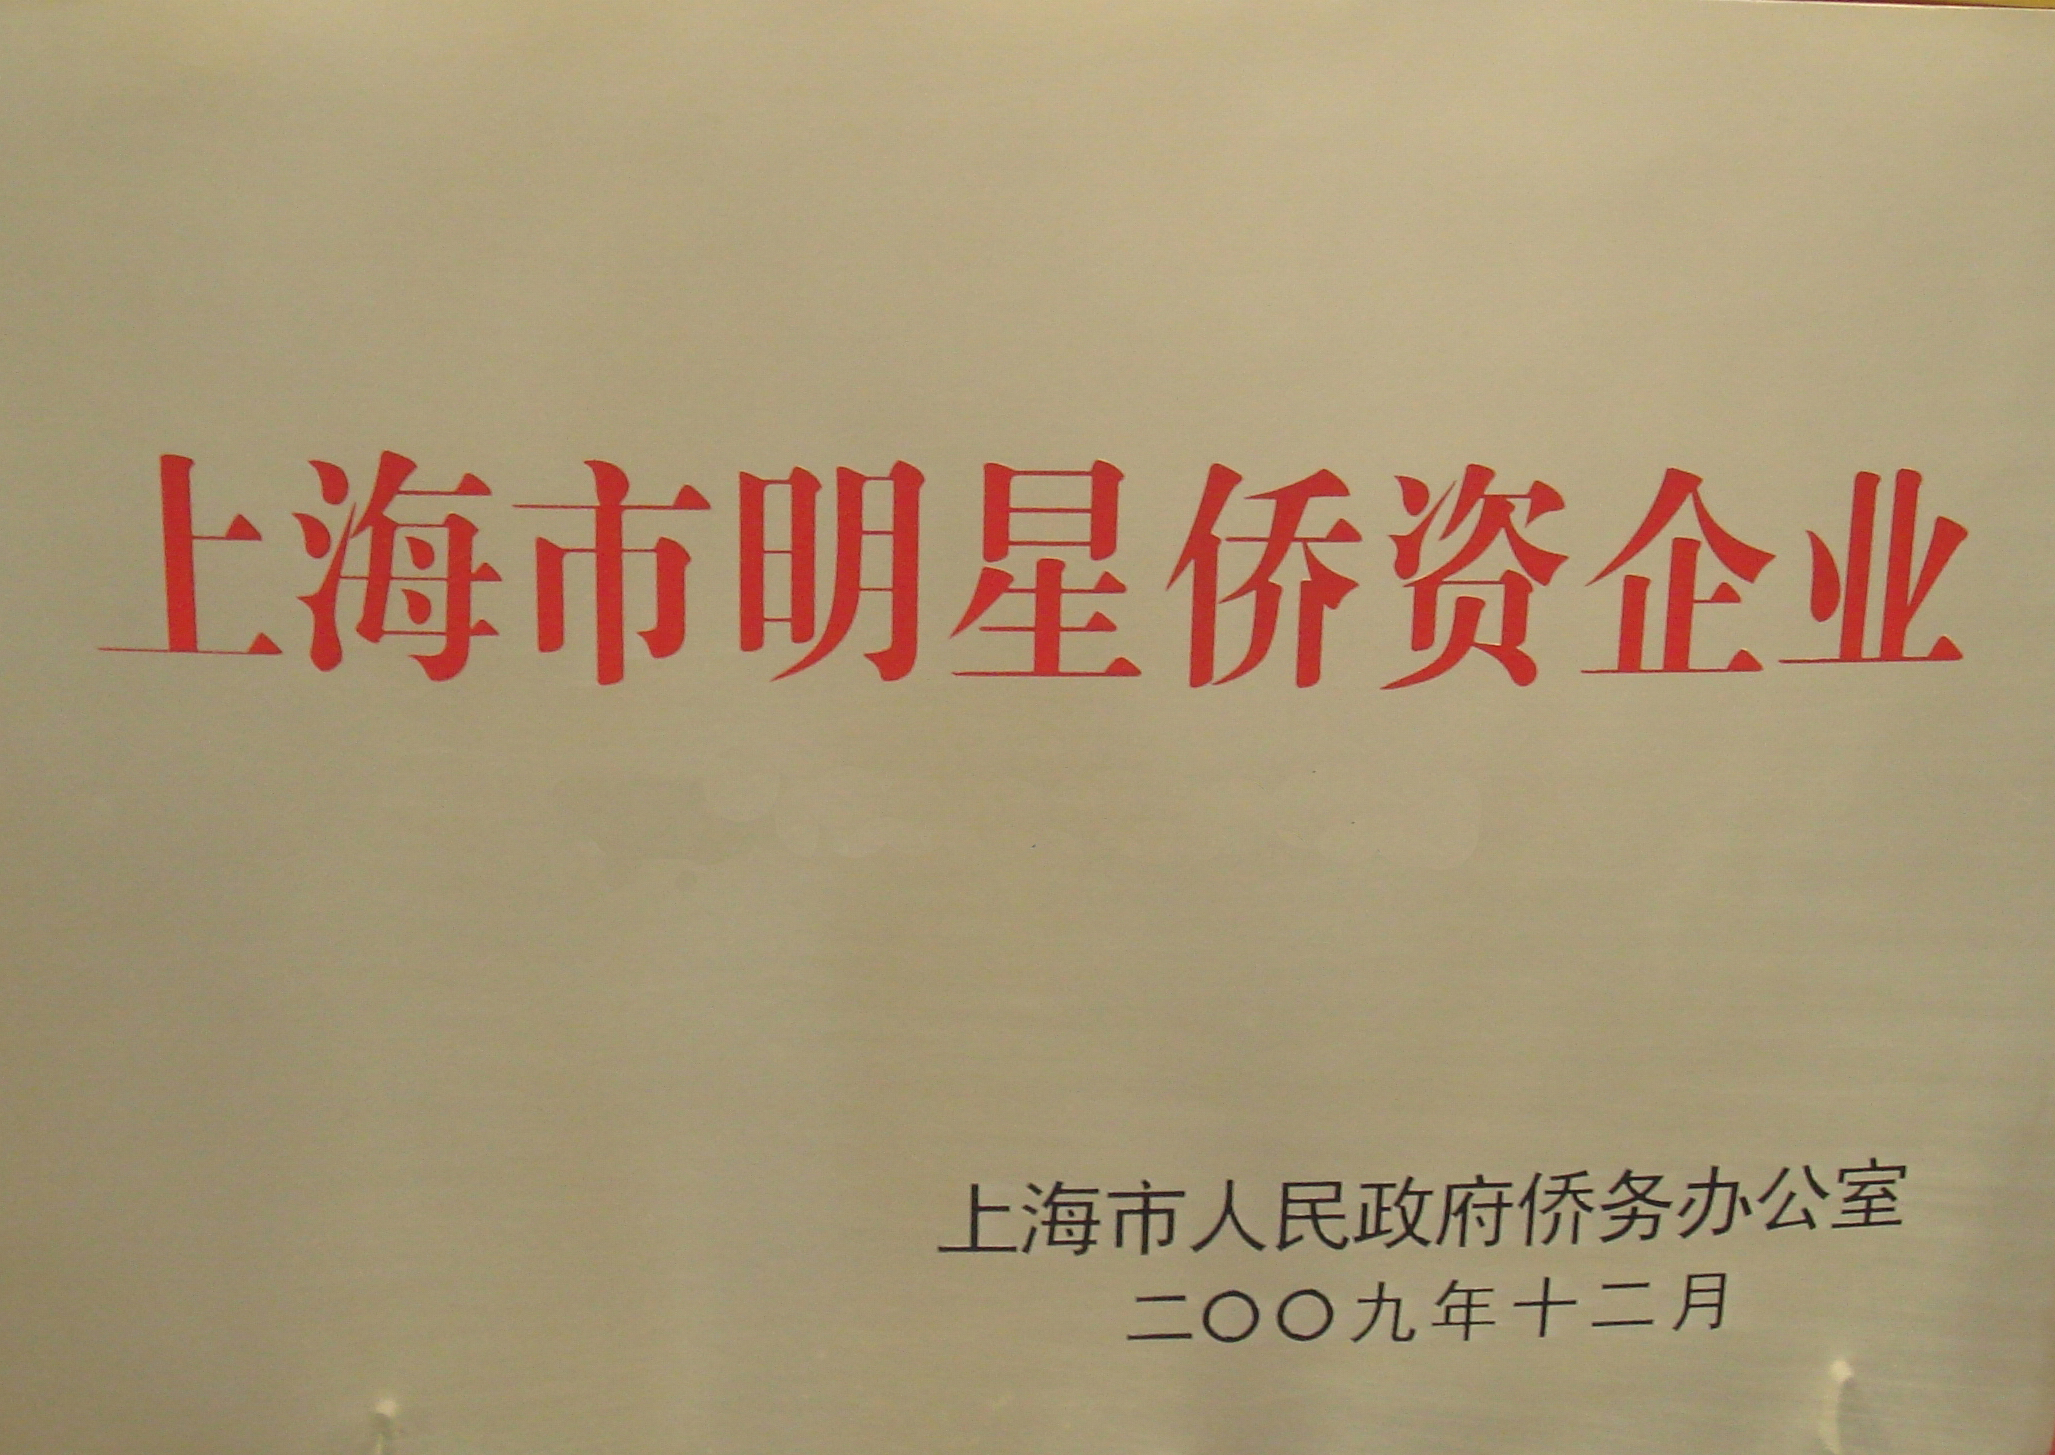 上海市明星侨资企业
上海市人民政府侨务办公室
二〇〇九年十二月